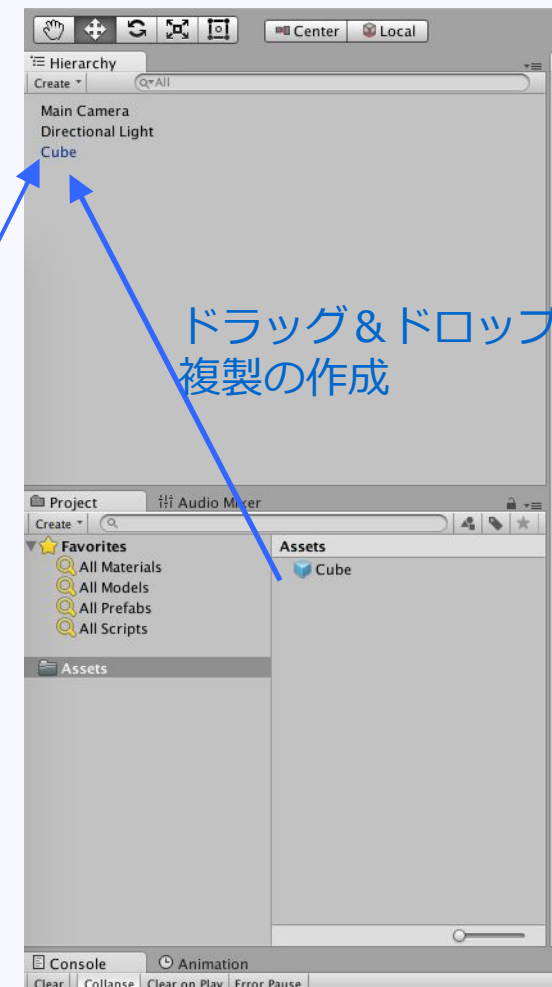 Center
Local
Hierarchy
Create
All
Main Camera
Directional Light
Cube
ドラッグ&ドロップ
複製の作成
Project
Audio Mixer
Create
Favorites
All Materials
All Models
All Prefabs
All Scripts
Assets
Assets
Cube
Console
Animation
Clear
Collapse
Clear on Play
Error Pause